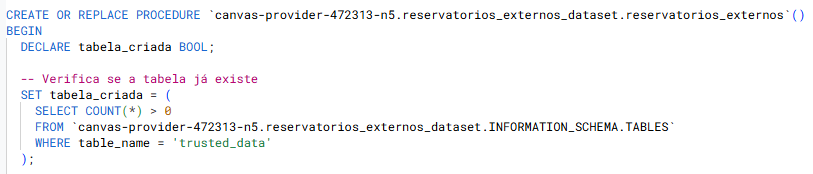 CREATE OR REPLACE PROCEDURE `canvas-provider-472313-n5.reservatorios_externos_dataset.reservatorios_externos`()
BEGIN
  DECLARE tabela_criada BOOL;

  -- Verifica se a tabela já existe
  SET tabela_criada = (
    SELECT COUNT(*) > 0
    FROM `canvas-provider-472313-n5.reservatorios_externos_dataset.INFORMATION_SCHEMA.TABLES`
    WHERE table_name = 'trusted_data'
  );